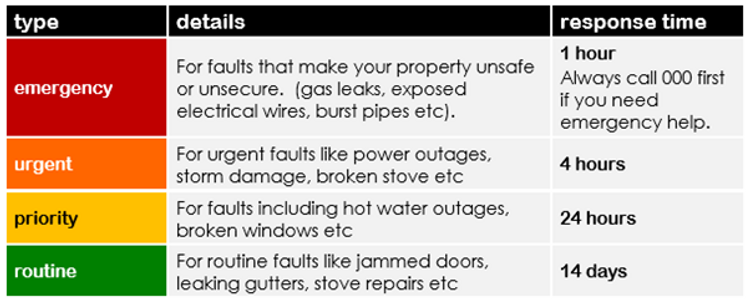 type details response time
emergency
For faults that make your property unsafe
or unsecure.  (gas leaks, exposed
electrical wires, burst pipes etc).
1 hour
Always call 000 first
if you need
emergency help.
urgent
For urgent faults like power outages,
storm damage, broken stove etc
4 hours
priority
For faults including hot water outages,
broken windows etc
24 hours
routine
For routine faults like jammed doors,
leaking gutters, stove repairs etc
14 days